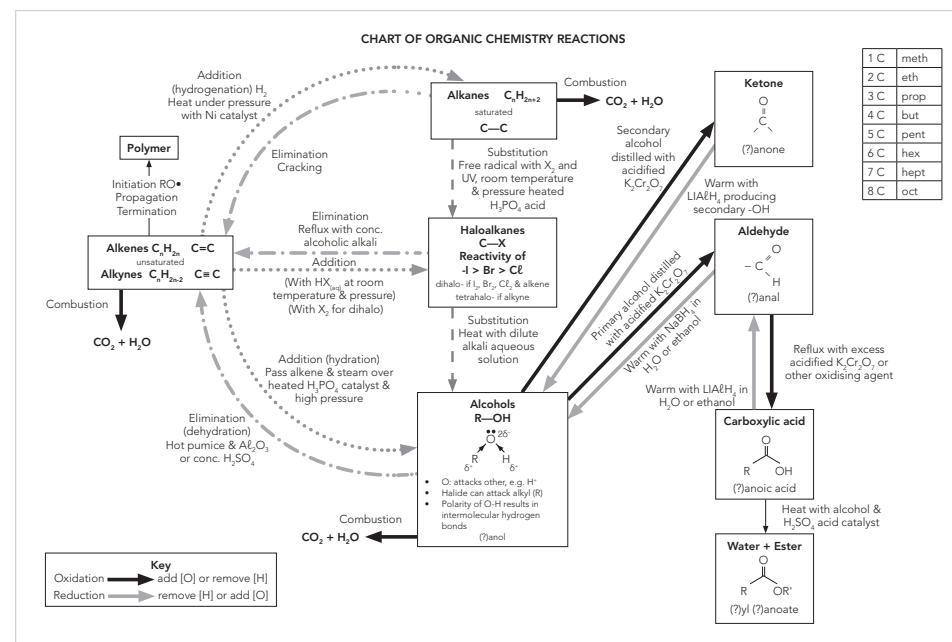 CHART OF ORGANIC CHEMISTRY REACTIONS
1 C meth
2 C eth
3 C prop
4 C but
5 C pent
6 C hex
7 C hept
8 C oct
Addition
(hydrogenation) H₂
Heat under pressure
with Ni catalyst
Alkanes CₙH₂ₙ₊₂
saturated
C—C
Combustion
CO₂ + H₂O
Ketone
O
C
(?)anone
Polymer
Initiation RO•
Propagation
Termination
Elimination
Cracking
Substitution
Free radical with X₂ and
UV, room temperature
& pressure heated
H₃PO₄ acid
Secondary
alcohol
distilled with
acidified
K₂Cr₂O₇
Warm with
LIAℓH₄ producing
secondary -OH
Elimination
Reflux with conc.
alcoholic alkali
Alkenes CₙH₂ₙ C=C
unsaturated
Alkynes CₙH₂ₙ₋₂ C≡C
Addition
(With HX(aq) at room
temperature & pressure)
(With X₂ for dihalo)
Haloalkanes
C—X
Reactivity of
-I > Br > Cℓ
dihalo- if I₂, Br₂, Cℓ₂ & alkene
tetrahalo- if alkyne
Aldehyde
O
– C
H
(?)anal
Combustion
CO₂ + H₂O
Substitution
Heat with dilute
alkali aqueous
solution
Primary alcohol distilled
with acidified K₂Cr₂O₇
Warm with NaBH₄ in
H₂O or ethanol
Addition (hydration)
Pass alkene & steam over
heated H₃PO₄ catalyst &
high pressure
Warm with LIAℓH₄ in
H₂O or ethanol
Reflux with excess
acidified K₂Cr₂O₇ or
other oxidising agent
Elimination
(dehydration)
Hot pumice & Aℓ₂O₃
or conc. H₂SO₄
Alcohols
R—OH
2δ⁻
O
R H
δ⁺ δ⁺
• O: attacks other, e.g. H⁺
• Halide can attack alkyl (R)
• Polarity of O-H results in
intermolecular hydrogen
bonds
(?)anol
Carboxylic acid
O
R OH
(?)anoic acid
Combustion
CO₂ + H₂O
Heat with alcohol &
H₂SO₄ acid catalyst
Water + Ester
O
R OR'
(?)yl (?)anoate
Key
Oxidation add [O] or remove [H]
Reduction remove [H] or add [O]